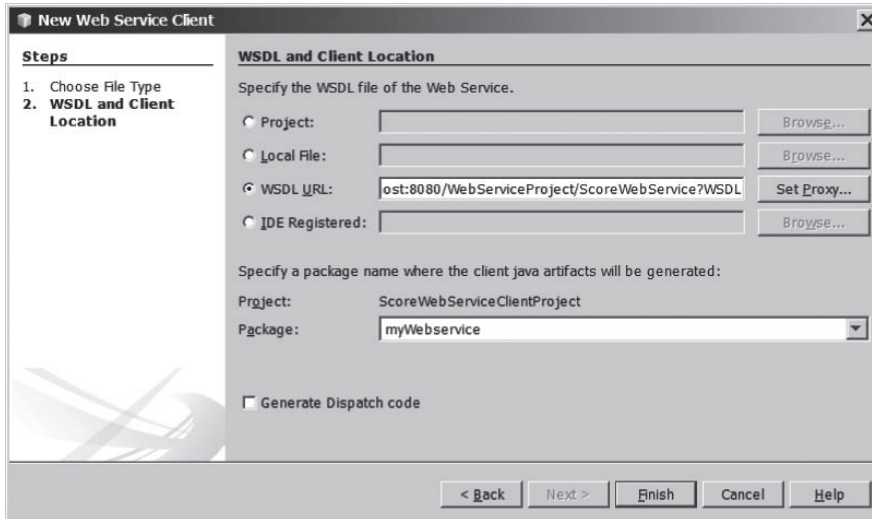 New Web Service Client
Steps
1. Choose File Type
2. WSDL and Client
Location
WSDL and Client Location
Specify the WSDL file of the Web Service.
Project:
Browse...
Local File:
Browse...
WSDL URL:
ost:8080/WebServiceProject/ScoreWebService?WSDL
Set Proxy...
IDE Registered:
Browse...
Specify a package name where the client java artifacts will be generated:
Project:
ScoreWebServiceClientProject
Package:
myWebservice
Generate Dispatch code
< Back
Next >
Finish
Cancel
Help